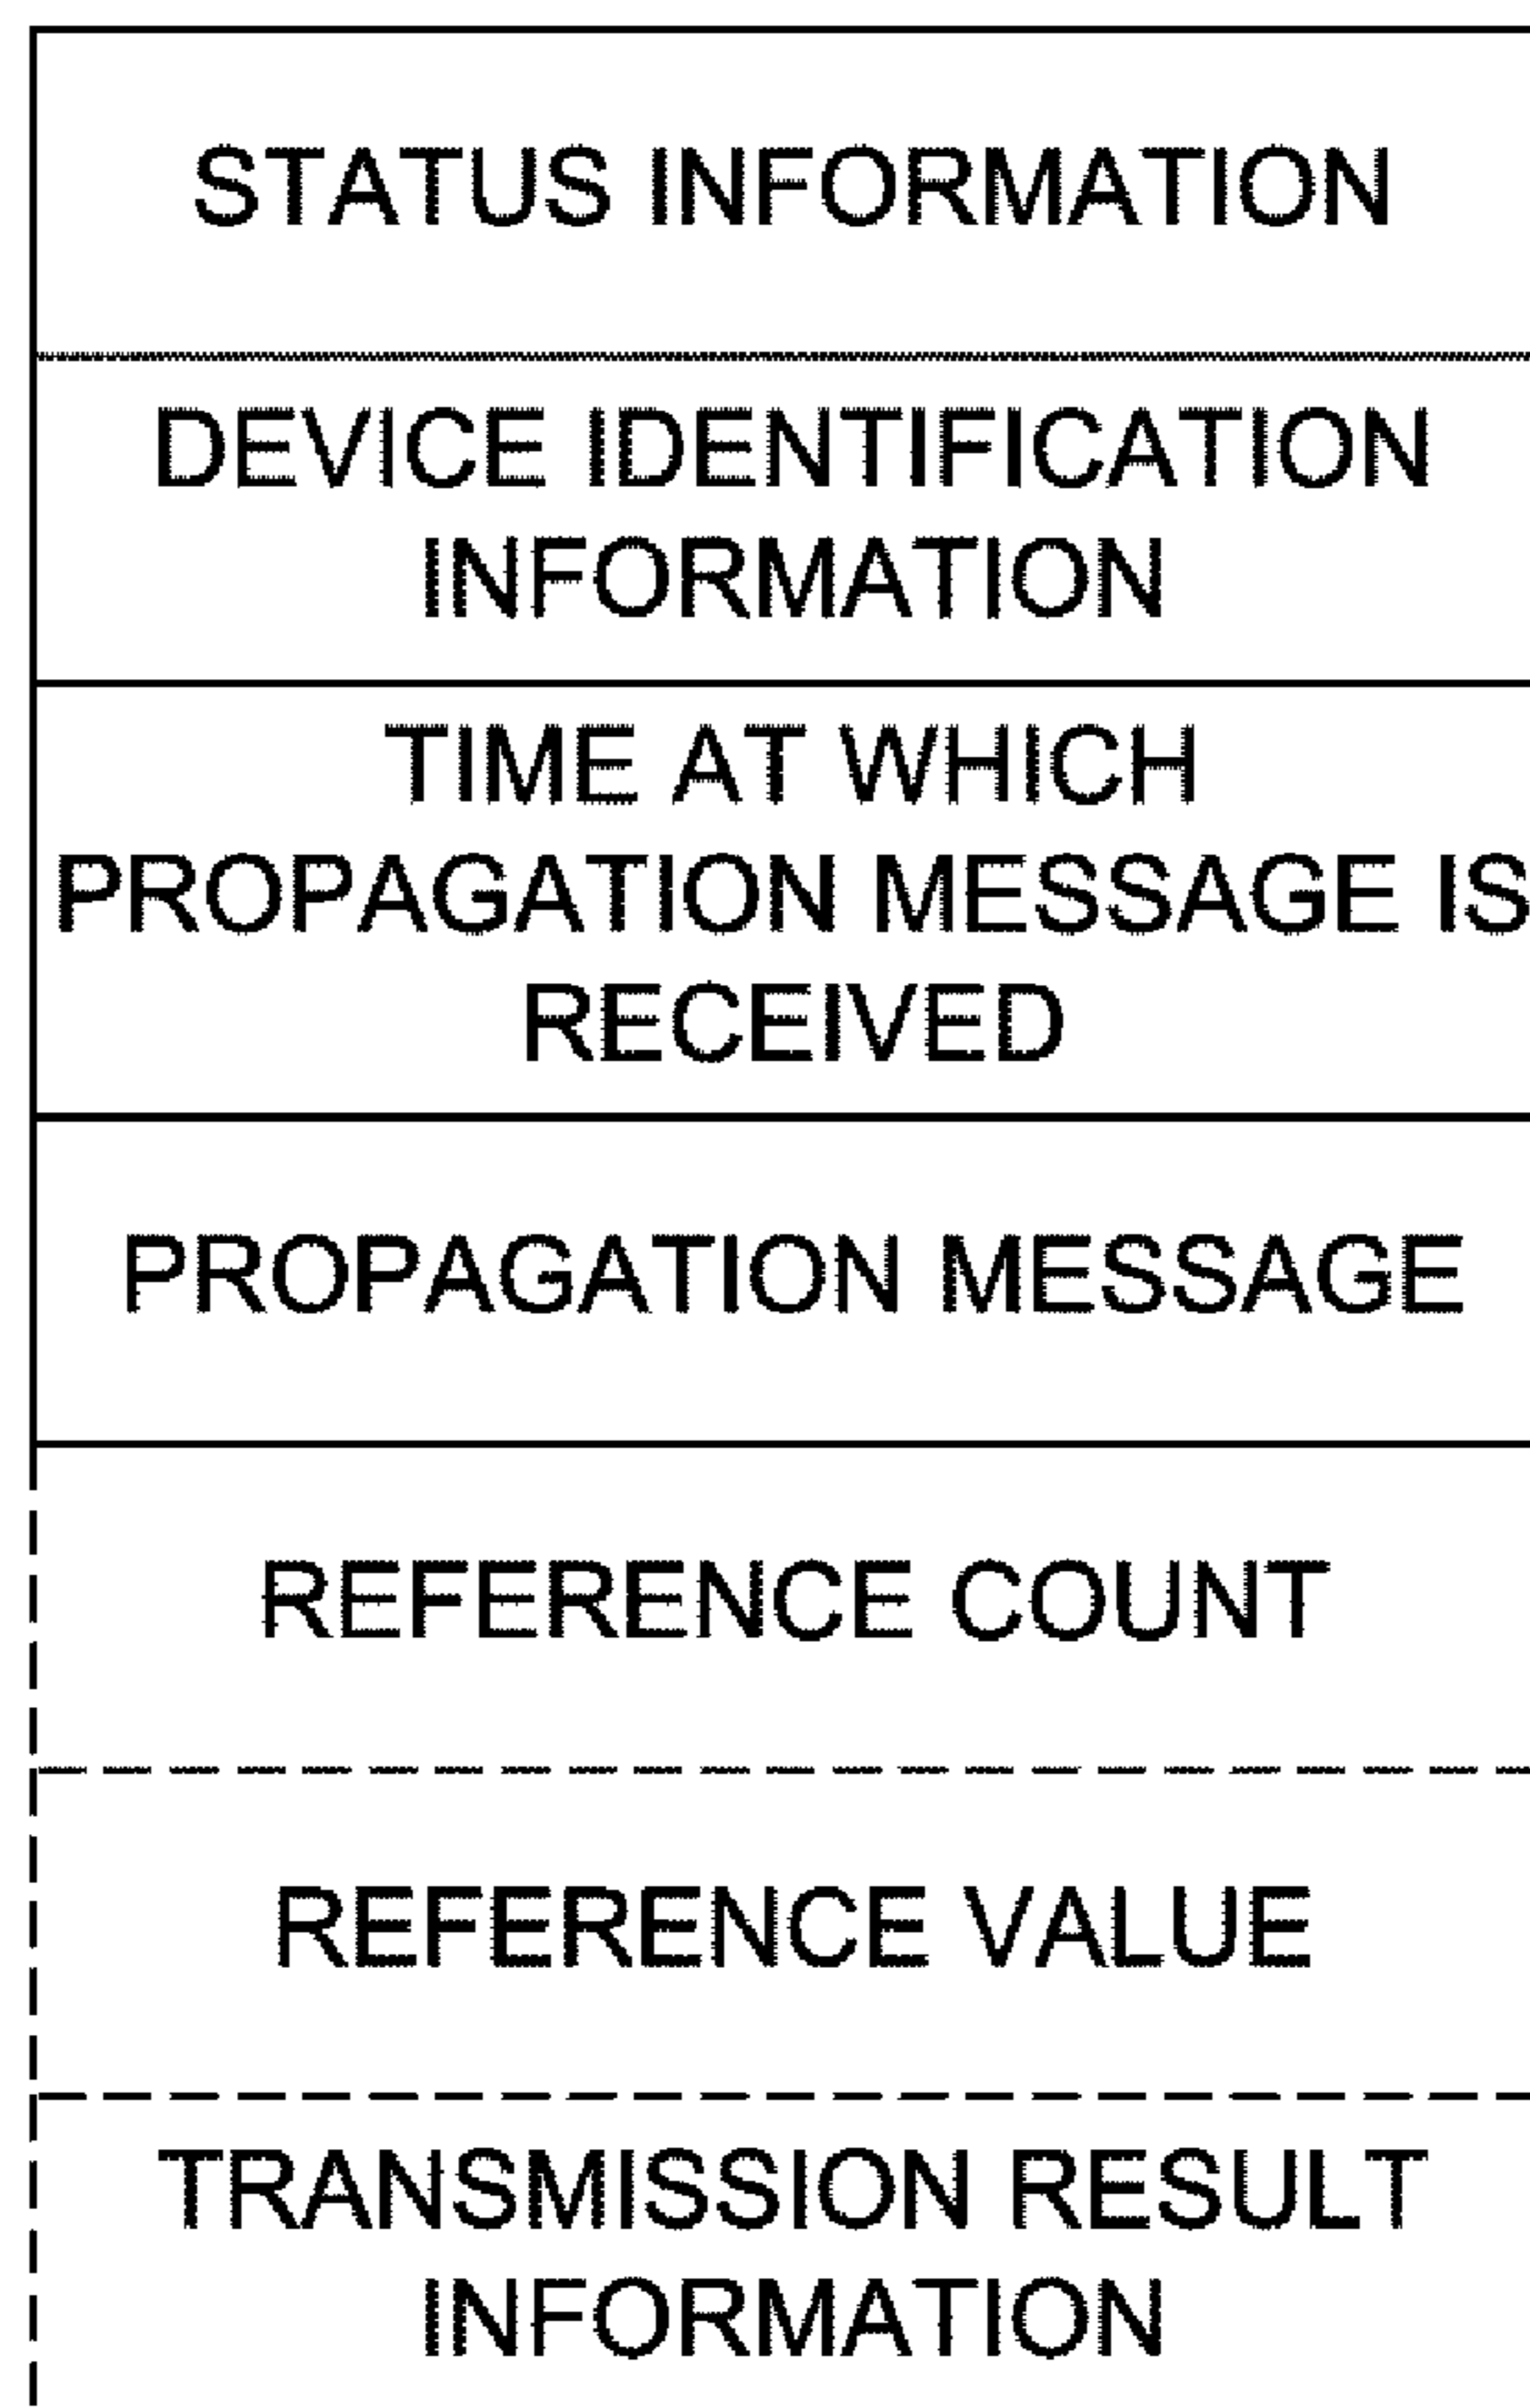 STATUS INFORMATION
DEVICE IDENTIFICATION
INFORMATION
TIME AT WHICH
PROPAGATION MESSAGE IS
RECEIVED
PROPAGATION MESSAGE
REFERENCE COUNT
REFERENCE VALUE
TRANSMISSION RESULT
INFORMATION